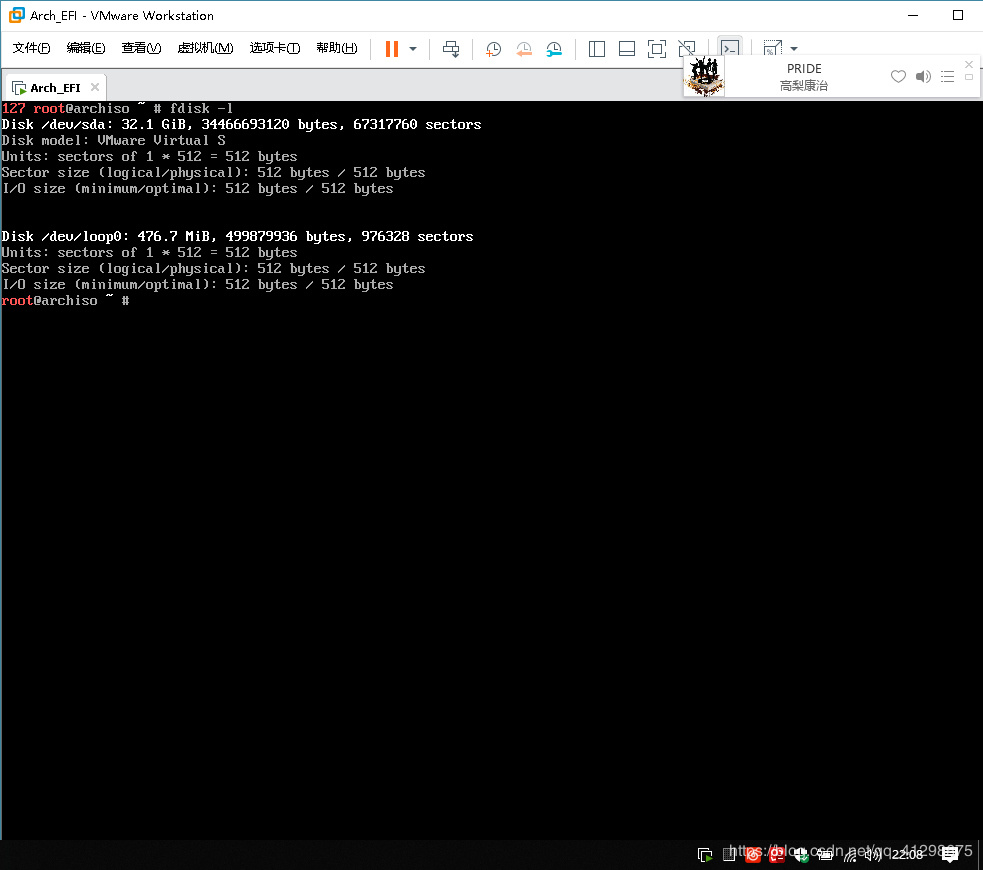 Arch_EFI - VMware Workstation
文件(F) 编辑(E) 查看(V) 虚拟机(M) 选项卡(T) 帮助(H)
PRIDE
高梨康治
Arch_EFI
127 root@archiso ~ # fdisk -l
Disk /dev/sda: 32.1 GiB, 34466693120 bytes, 67317760 sectors
Disk model: VMware Virtual S
Units: sectors of 1 * 512 = 512 bytes
Sector size (logical/physical): 512 bytes / 512 bytes
I/O size (minimum/optimal): 512 bytes / 512 bytes
Disk /dev/loop0: 476.7 MiB, 499879936 bytes, 976328 sectors
Units: sectors of 1 * 512 = 512 bytes
Sector size (logical/physical): 512 bytes / 512 bytes
I/O size (minimum/optimal): 512 bytes / 512 bytes
root@archiso ~ #
https://blog.csdn.net/qq_41298675
22:08